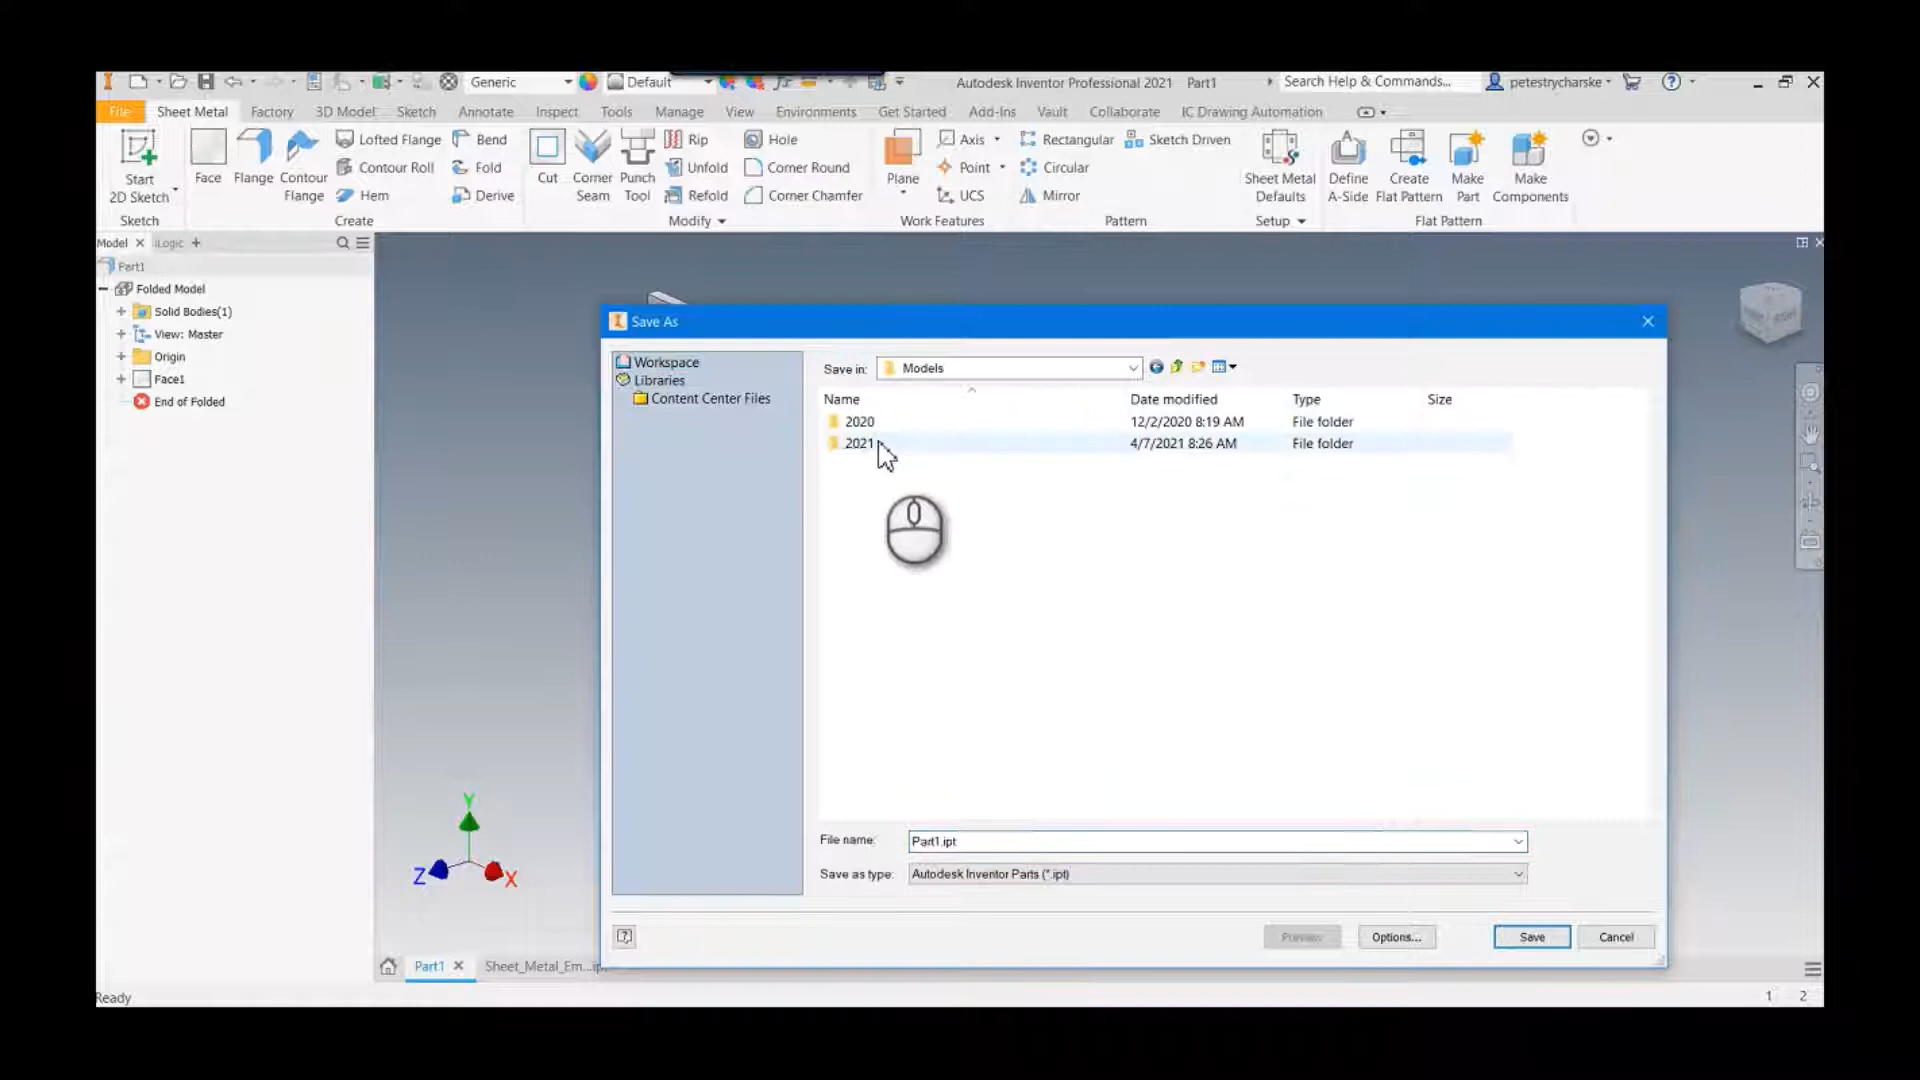 Generic Default Autodesk Inventor Professional 2021 Part1 Search Help & Commands... petestrycharske
File Sheet Metal Factory 3D Model Sketch Annotate Inspect Tools Manage View Environments Get Started Add-Ins Vault Collaborate IC Drawing Automation
Start 2D Sketch
Face
Flange
Contour Flange
Lofted Flange
Contour Roll
Hem
Bend
Fold
Derive
Cut
Corner Seam
Punch Tool
Rip
Unfold
Refold
Hole
Corner Round
Corner Chamfer
Plane
Axis
Point
UCS
Rectangular
Circular
Mirror
Sketch Driven
Sheet Metal Defaults
Define A-Side
Create Flat Pattern
Make Part
Make Components
Sketch Create Modify Work Features Pattern Setup Flat Pattern
Model iLogic +
Part1
Folded Model
Solid Bodies(1)
View: Master
Origin
Face1
End of Folded
Save As
Workspace
Libraries
Content Center Files
Save in: Models
Name Date modified Type Size
2020 12/2/2020 8:19 AM File folder
2021 4/7/2021 8:26 AM File folder
File name: Part1.ipt
Save as type: Autodesk Inventor Parts (*.ipt)
Preview... Options... Save Cancel
Y
Z
X
Part1 Sheet_Metal_Em...ip
Ready 1 2